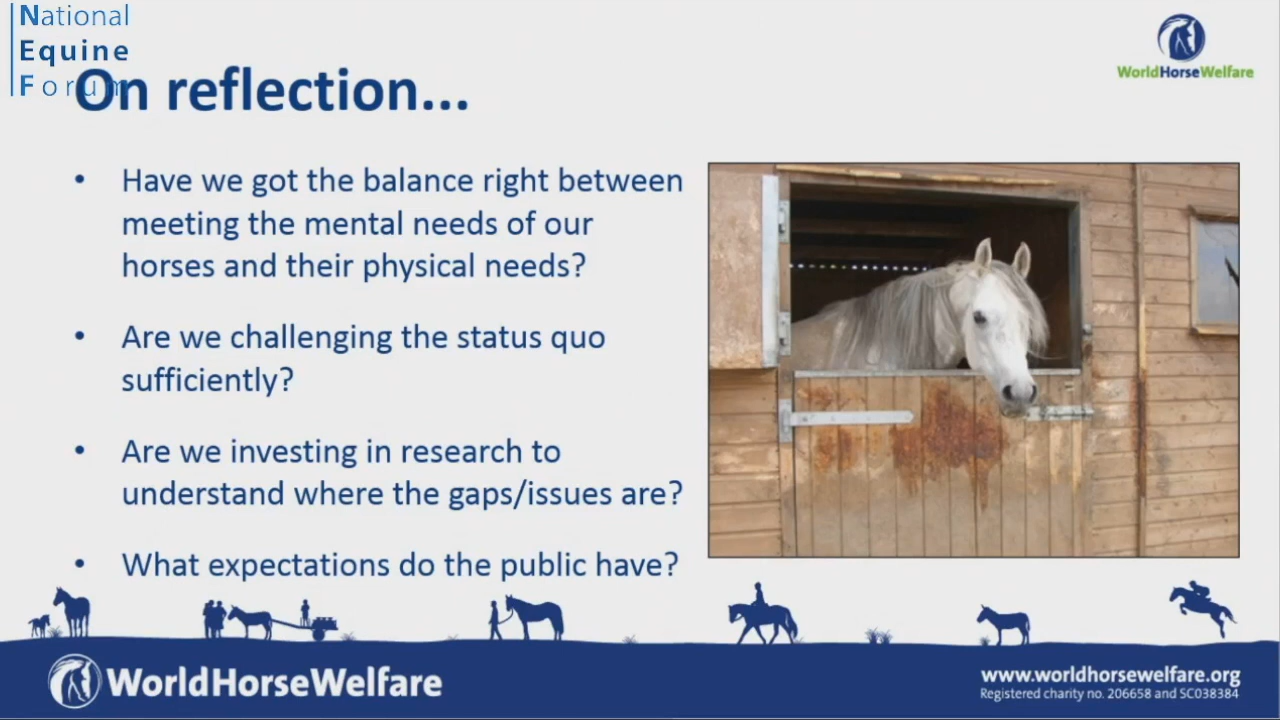 National
Equine
Forum
On reflection...
WorldHorseWelfare
• Have we got the balance right between
meeting the mental needs of our
horses and their physical needs?
• Are we challenging the status quo
sufficiently?
• Are we investing in research to
understand where the gaps/issues are?
• What expectations do the public have?
WorldHorseWelfare
www.worldhorsewelfare.org
Registered charity no. 206658 and SC038384